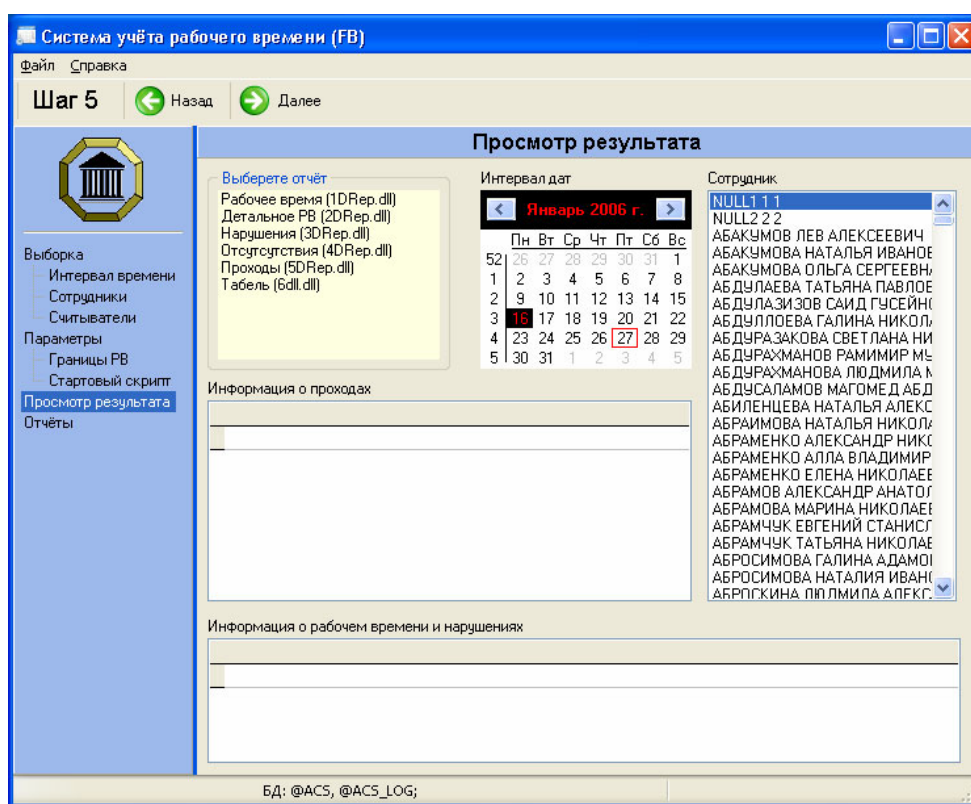 Система учёта рабочего времени (FB)
Файл Справка
Шаг 5 Назад Далее
Просмотр результата
Выборка
Интервал времени
Сотрудники
Считыватели
Параметры
Границы РВ
Стартовый скрипт
Просмотр результата
Отчёты
Выберете отчёт
Рабочее время (1DRep.dll)
Детальное РВ (2DRep.dll)
Нарушения (3DRep.dll)
Отсутсутствия (4DRep.dll)
Проходы (5DRep.dll)
Табель (6dll.dll)
Интервал дат
Январь 2006 г.
Пн Вт Ср Чт Пт Сб Вс
52 26 27 28 29 30 31 1
1 2 3 4 5 6 7 8
2 9 10 11 12 13 14 15
3 16 17 18 19 20 21 22
4 23 24 25 26 27 28 29
5 30 31 1 2 3 4 5
Сотрудник
NULL1 1 1
NULL2 2 2
АБАКУМОВ ЛЕВ АЛЕКСЕЕВИЧ
АБАКУМОВА НАТАЛЬЯ ИВАНОВ
АБАКУМОВА ОЛЬГА СЕРГЕЕВН
АБДУЛАЕВА ТАТЬЯНА ПАВЛОВ
АБДУЛАЗИЗОВ САИД ГУСЕЙН
АБДУЛЛОЕВА ГАЛИНА НИКОЛ
АБДУРАЗАКОВА СВЕТЛАНА НИ
АБДУРАХМАНОВ РАМИМИР МУ
АБДУРАХМАНОВА ЛЮДМИЛА
АБДУСАЛАМОВ МАГОМЕД АБД
АБИЛЕНЦЕВА НАТАЛЬЯ АЛЕКС
АБРАИМОВА НАТАЛЬЯ НИКОЛ
АБРАМЕНКО АЛЕКСАНДР НИКО
АБРАМЕНКО АЛЛА ВЛАДИМИР
АБРАМЕНКО ЕЛЕНА НИКОЛАЕВ
АБРАМОВ АЛЕКСАНДР АНАТОЛ
АБРАМОВА МАРИНА НИКОЛАЕВ
АБРАМЧУК ЕВГЕНИЙ СТАНИСЛ
АБРАМЧУК ТАТЬЯНА НИКОЛАЕ
АБРОСИМОВА ГАЛИНА АДАМО
АБРОСИМОВА НАТАЛИЯ ИВАН
АБРОСКИНА ЛЮДМИЛА АЛЕКС
Информация о проходах
Информация о рабочем времени и нарушениях
БД: @ACS, @ACS_LOG;